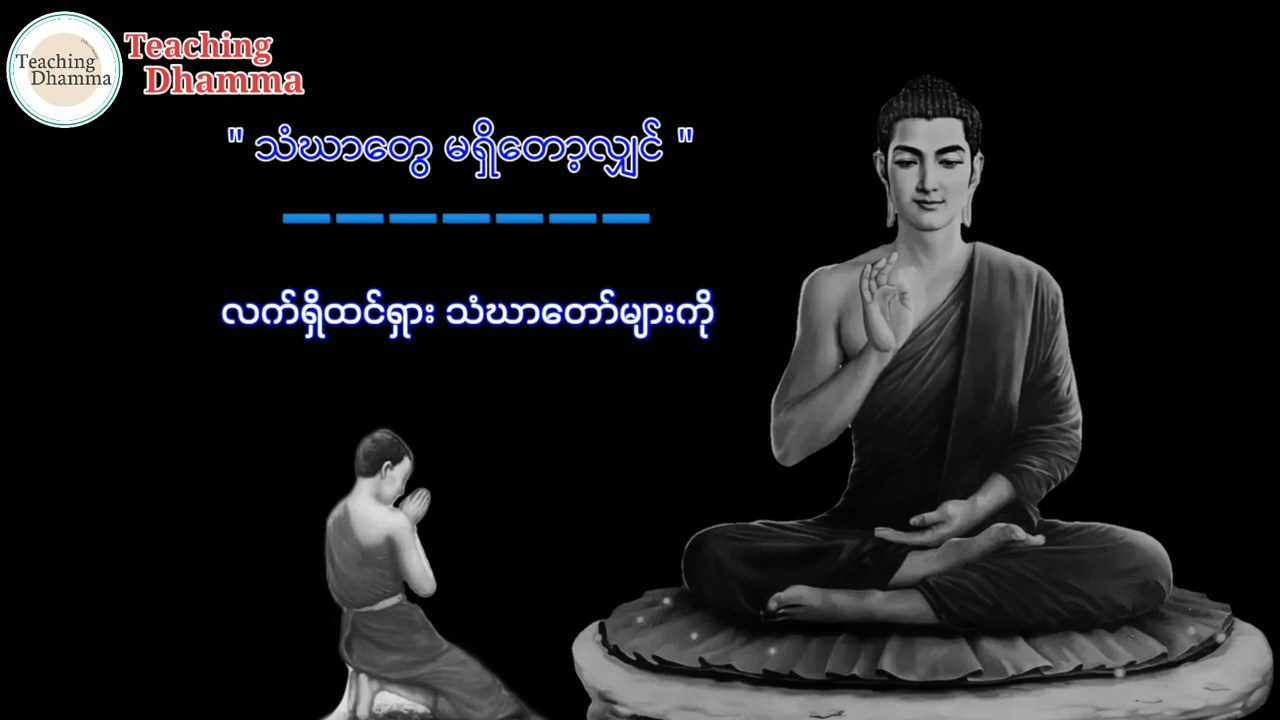 Teaching
Dhamma
Teaching
Dhamma
" သံဃာတွေ မရှိတော့လျှင် "
လက်ရှိထင်ရှား သံဃာတော်များကို